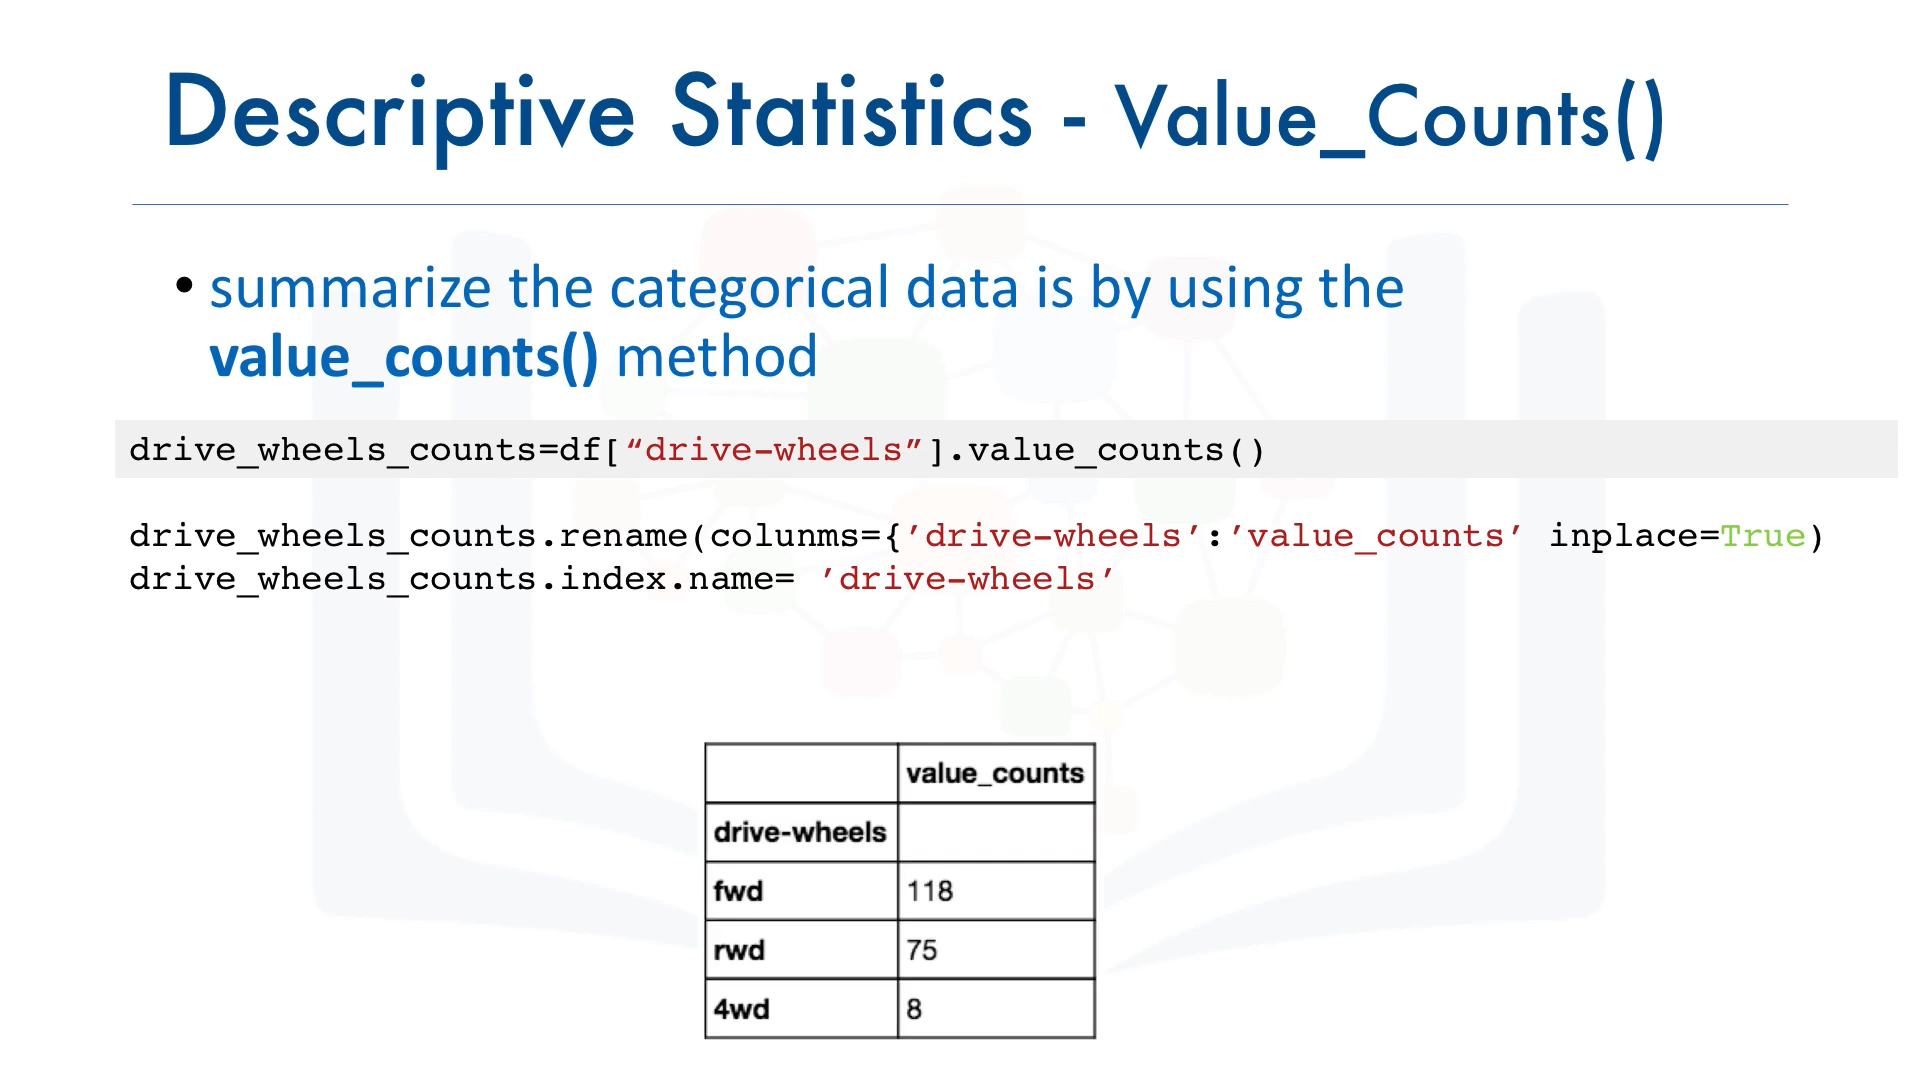 Descriptive Statistics - Value_Counts()
• summarize the categorical data is by using the
value_counts() method
drive_wheels_counts=df[“drive-wheels”].value_counts()
drive_wheels_counts.rename(colunms={’drive-wheels’:’value_counts’ inplace=True)
drive_wheels_counts.index.name= ’drive-wheels’
value_counts
drive-wheels
fwd 118
rwd 75
4wd 8